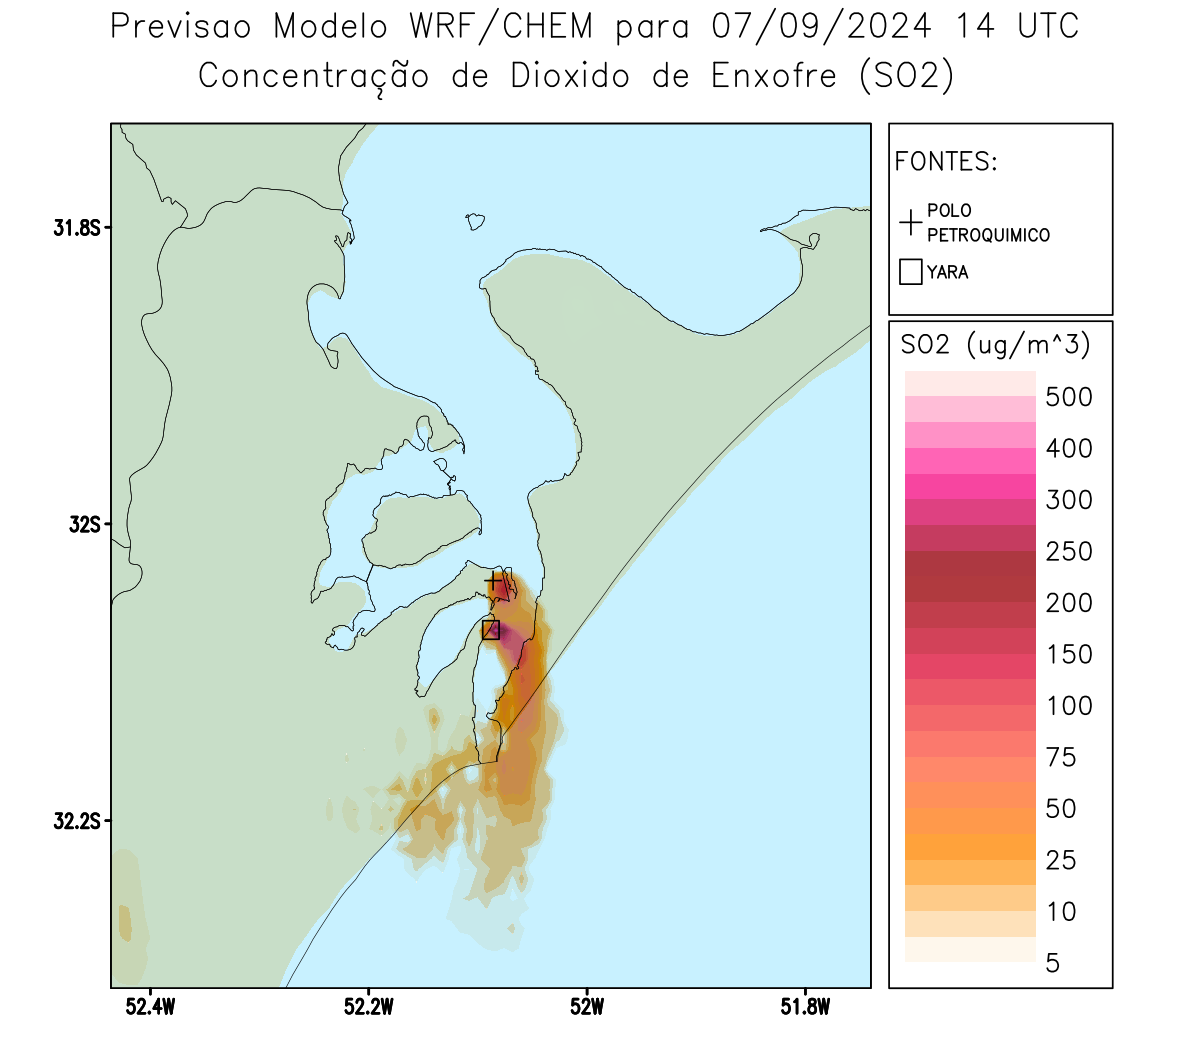 Previsao Modelo WRF/CHEM para 07/09/2024 14 UTC
Concentração de Dioxido de Enxofre (SO2)
FONTES:
POLO
PETROQUIMICO
YARA
SO2 (ug/m^3)
500
400
300
250
200
150
100
75
50
25
10
5
31.8S
32S
32.2S
52.4W
52.2W
52W
51.8W